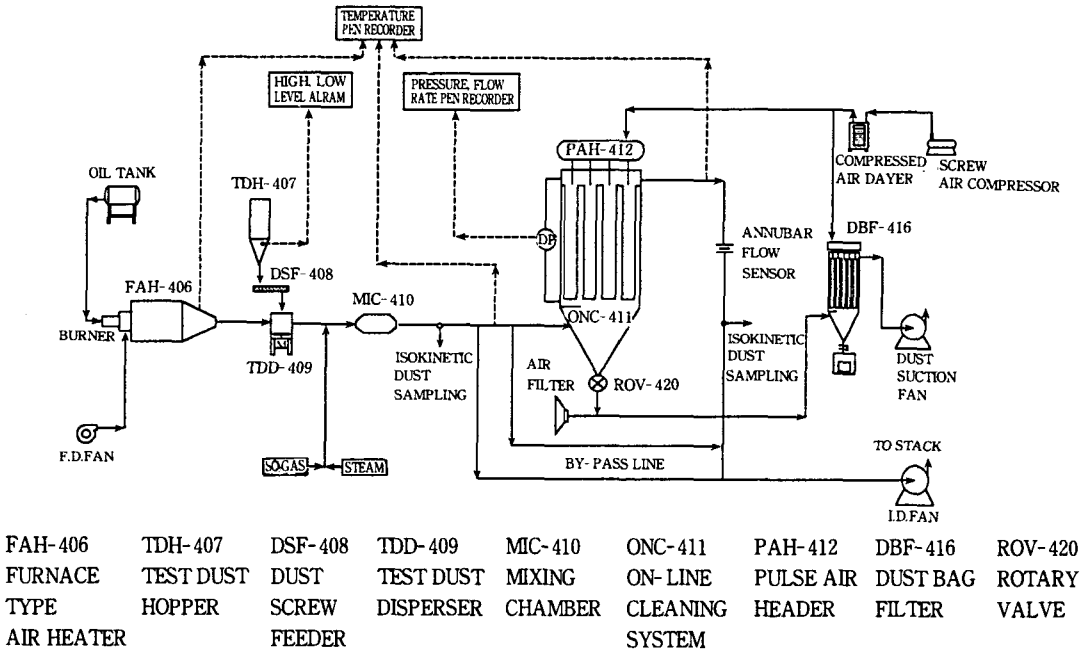 TEMPERATURE
PEN RECORDER
HIGH, LOW
LEVEL ALRAM
PRESSURE, FLOW
RATE PEN RECORDER
OIL TANK
TDH-407
PAH-412
COMPRESSED
AIR DAYER
SCREW
AIR COMPRESSOR
DP
ANNUBAR
FLOW
SENSOR
DBF-416
FAH-406
DSF-408
MIC-410
ONC-411
BURNER
TDD-409
M
ISOKINETIC
DUST
SAMPLING
AIR
FILTER
ROV-420
ISOKINETIC
DUST
SAMPLING
DUST
SUCTION
FAN
F.D.FAN
SO-GAS
STEAM
BY-PASS LINE
TO STACK
I.D.FAN
FAH-406 TDH-407 DSF-408 TDD-409 MIC-410 ONC-411 PAH-412 DBF-416 ROV-420
FURNACE TEST DUST DUST TEST DUST MIXING ON-LINE PULSE AIR DUST BAG ROTARY
TYPE HOPPER SCREW DISPERSER CHAMBER CLEANING HEADER FILTER VALVE
AIR HEATER FEEDER SYSTEM